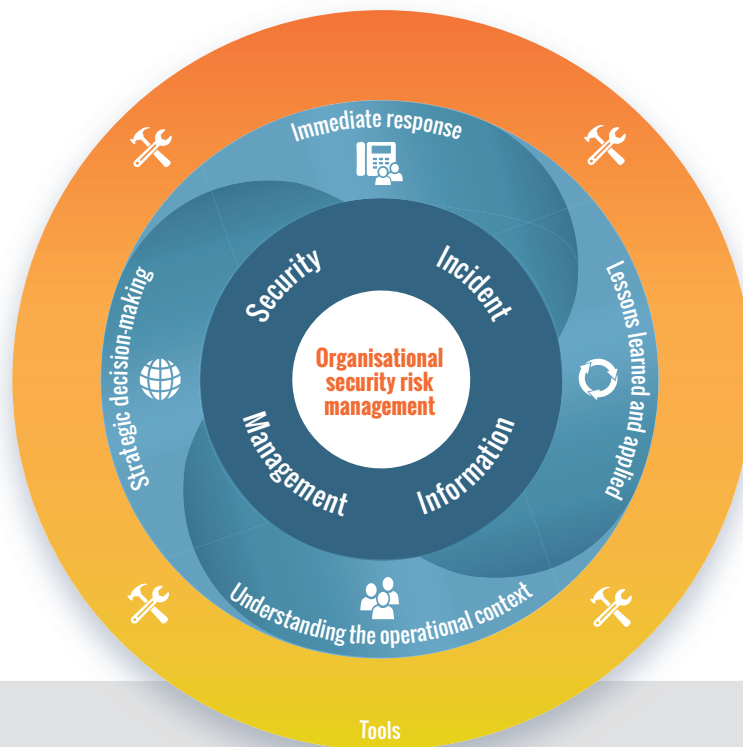 Immediate response
Security
Incident
Strategic decision-making
Lessons learned and applied
Organisational
security risk
management
Management
Information
Understanding the operational context
Tools